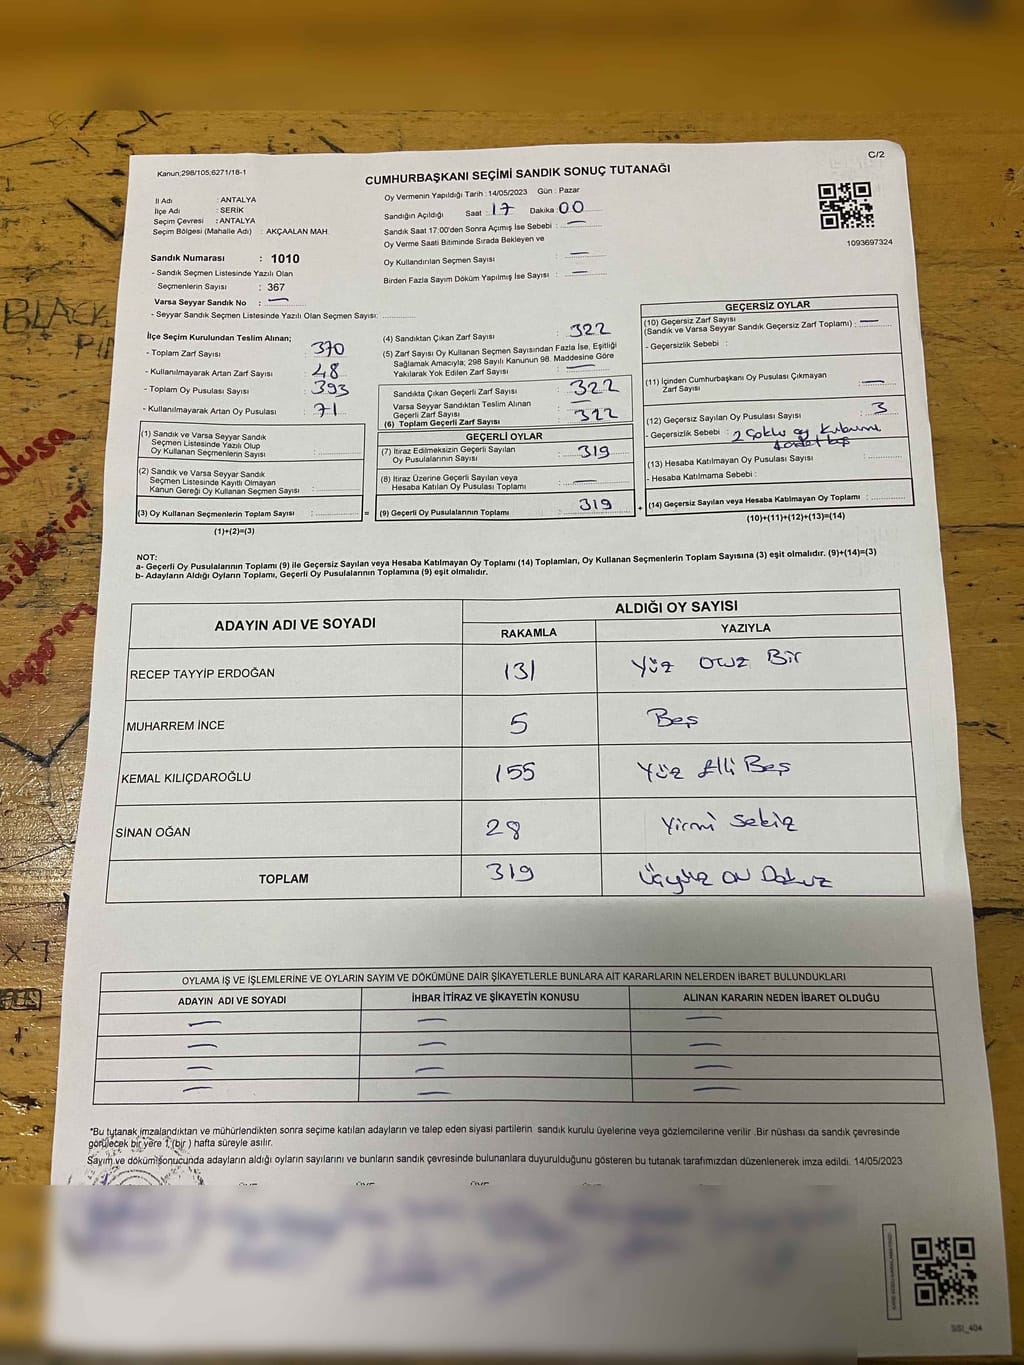 Kanun;298/105;6271/18-1
C/2
CUMHURBAŞKANI SEÇİMİ SANDIK SONUÇ TUTANAĞI
İl Adı : ANTALYA
İlçe Adı : SERİK
Seçim Çevresi : ANTALYA
Seçim Bölgesi (Mahalle Adı) : AKÇAALAN MAH
Oy Vermenin Yapıldığı Tarih :14/05/2023 Gün : Pazar
Sandığın Açıldığı Saat : 17 Dakika : 00
Sandık Saat 17:00'den Sonra Açımış İse Sebebi : —
Oy Verme Saati Bitiminde Sırada Bekleyen ve
Oy Kullandırılan Seçmen Sayısı : —
Birden Fazla Sayım Döküm Yapılmış İse Sayısı : —
1093697324
Sandık Numarası : 1010
- Sandık Seçmen Listesinde Yazılı Olan
Seçmenlerin Sayısı : 367
Varsa Seyyar Sandık No : —
- Seyyar Sandık Seçmen Listesinde Yazılı Olan Seçmen Sayısı:
İlçe Seçim Kurulundan Teslim Alınan;
- Toplam Zarf Sayısı : 370
- Kullanılmayarak Artan Zarf Sayısı : 48
- Toplam Oy Pusulası Sayısı : 393
- Kullanılmayarak Artan Oy Pusulası : 71
(1) Sandık ve Varsa Seyyar Sandık
Seçmen Listesinde Yazılı Olup
Oy Kullanan Seçmenlerin Sayısı :
(2) Sandık ve Varsa Seyyar Sandık
Seçmen Listesinde Kayıtlı Olmayan
Kanun Gereği Oy Kullanan Seçmen Sayısı :
(3) Oy Kullanan Seçmenlerin Toplam Sayısı : =
(1)+(2)=(3)
(4) Sandıktan Çıkan Zarf Sayısı : 322
(5) Zarf Sayısı Oy Kullanan Seçmen Sayısından Fazla İse, Eşitliği
Sağlamak Amacıyla; 298 Sayılı Kanunun 98. Maddesine Göre
Yakılarak Yok Edilen Zarf Sayısı : —
Sandıkta Çıkan Geçerli Zarf Sayısı : 322
Varsa Seyyar Sandıktan Teslim Alınan
Geçerli Zarf Sayısı : —
(6) Toplam Geçerli Zarf Sayısı : 322
GEÇERLİ OYLAR
(7) İtiraz Edilmeksizin Geçerli Sayılan
Oy Pusulalarının Sayısı : 319
(8) İtiraz Üzerine Geçerli Sayılan veya
Hesaba Katılan Oy Pusulası Toplamı : —
(9) Geçerli Oy Pusulalarının Toplamı : 319 +
GEÇERSİZ OYLAR
(10) Geçersiz Zarf Sayısı
(Sandık ve Varsa Seyyar Sandık Geçersiz Zarf Toplamı) : —
- Geçersizlik Sebebi :
(11) İçinden Cumhurbaşkanı Oy Pusulası Çıkmayan
Zarf Sayısı : —
(12) Geçersiz Sayılan Oy Pusulası Sayısı : 3
- Geçersizlik Sebebi : 2 Çoklu oy kullanımı
1 adet boş
(13) Hesaba Katılmayan Oy Pusulası Sayısı :
- Hesaba Katılmama Sebebi :
(14) Geçersiz Sayılan veya Hesaba Katılmayan Oy Toplamı :
(10)+(11)+(12)+(13)=(14)
NOT:
a- Geçerli Oy Pusulalarının Toplamı (9) ile Geçersiz Sayılan veya Hesaba Katılmayan Oy Toplamı (14) Toplamları, Oy Kullanan Seçmenlerin Toplam Sayısına (3) eşit olmalıdır. (9)+(14)=(3)
b- Adayların Aldığı Oyların Toplamı, Geçerli Oy Pusulalarının Toplamına (9) eşit olmalıdır.
ADAYIN ADI VE SOYADI
ALDIĞI OY SAYISI
RAKAMLA YAZIYLA
RECEP TAYYİP ERDOĞAN 131 Yüz Otuz Bir
MUHARREM İNCE 5 Beş
KEMAL KILIÇDAROĞLU 155 Yüz Elli Beş
SİNAN OĞAN 28 Yirmi Sekiz
TOPLAM 319 Üçyüz On Dokuz
OYLAMA İŞ VE İŞLEMLERİNE VE OYLARIN SAYIM VE DÖKÜMÜNE DAİR ŞİKAYETLERLE BUNLARA AİT KARARLARIN NELERDEN İBARET BULUNDUKLARI
ADAYIN ADI VE SOYADI İHBAR İTİRAZ VE ŞİKAYETİN KONUSU ALINAN KARARIN NEDEN İBARET OLDUĞU
— — —
— — —
— — —
— — —
*Bu tutanak imzalandıktan ve mühürlendikten sonra seçime katılan adayların ve talep eden siyasi partilerin sandık kurulu üyelerine veya gözlemcilerine verilir .Bir nüshası da sandık çevresinde
görülecek bir yere 1 (bir ) hafta süreyle asılır.
Sayım ve dökümsonucunda adayların aldığı oyların sayılarını ve bunların sandık çevresinde bulunanlara duyurulduğunu gösteren bu tutanak tarafımızdan düzenlenerek imza edildi. 14/05/2023
SSİ_404
BLACK
X 7